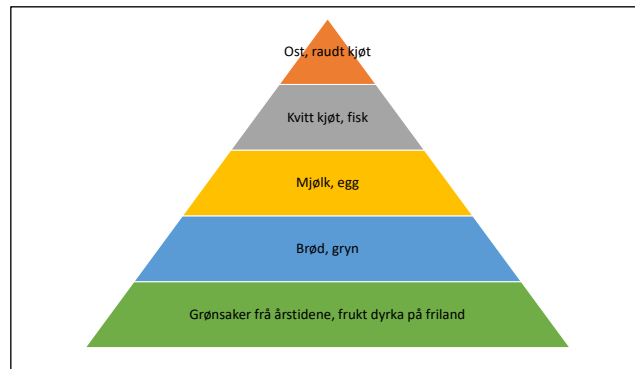 Ost, raudt kjøt
Kvitt kjøt, fisk
Mjølk, egg
Brød, gryn
Grønsaker frå årstidene, frukt dyrka på friland